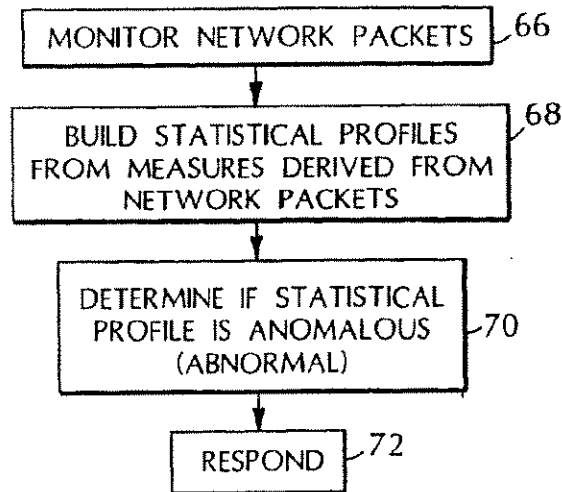 MONITOR NETWORK PACKETS
66
BUILD STATISTICAL PROFILES
FROM MEASURES DERIVED FROM
NETWORK PACKETS
68
DETERMINE IF STATISTICAL
PROFILE IS ANOMALOUS
(ABNORMAL)
70
RESPOND
72